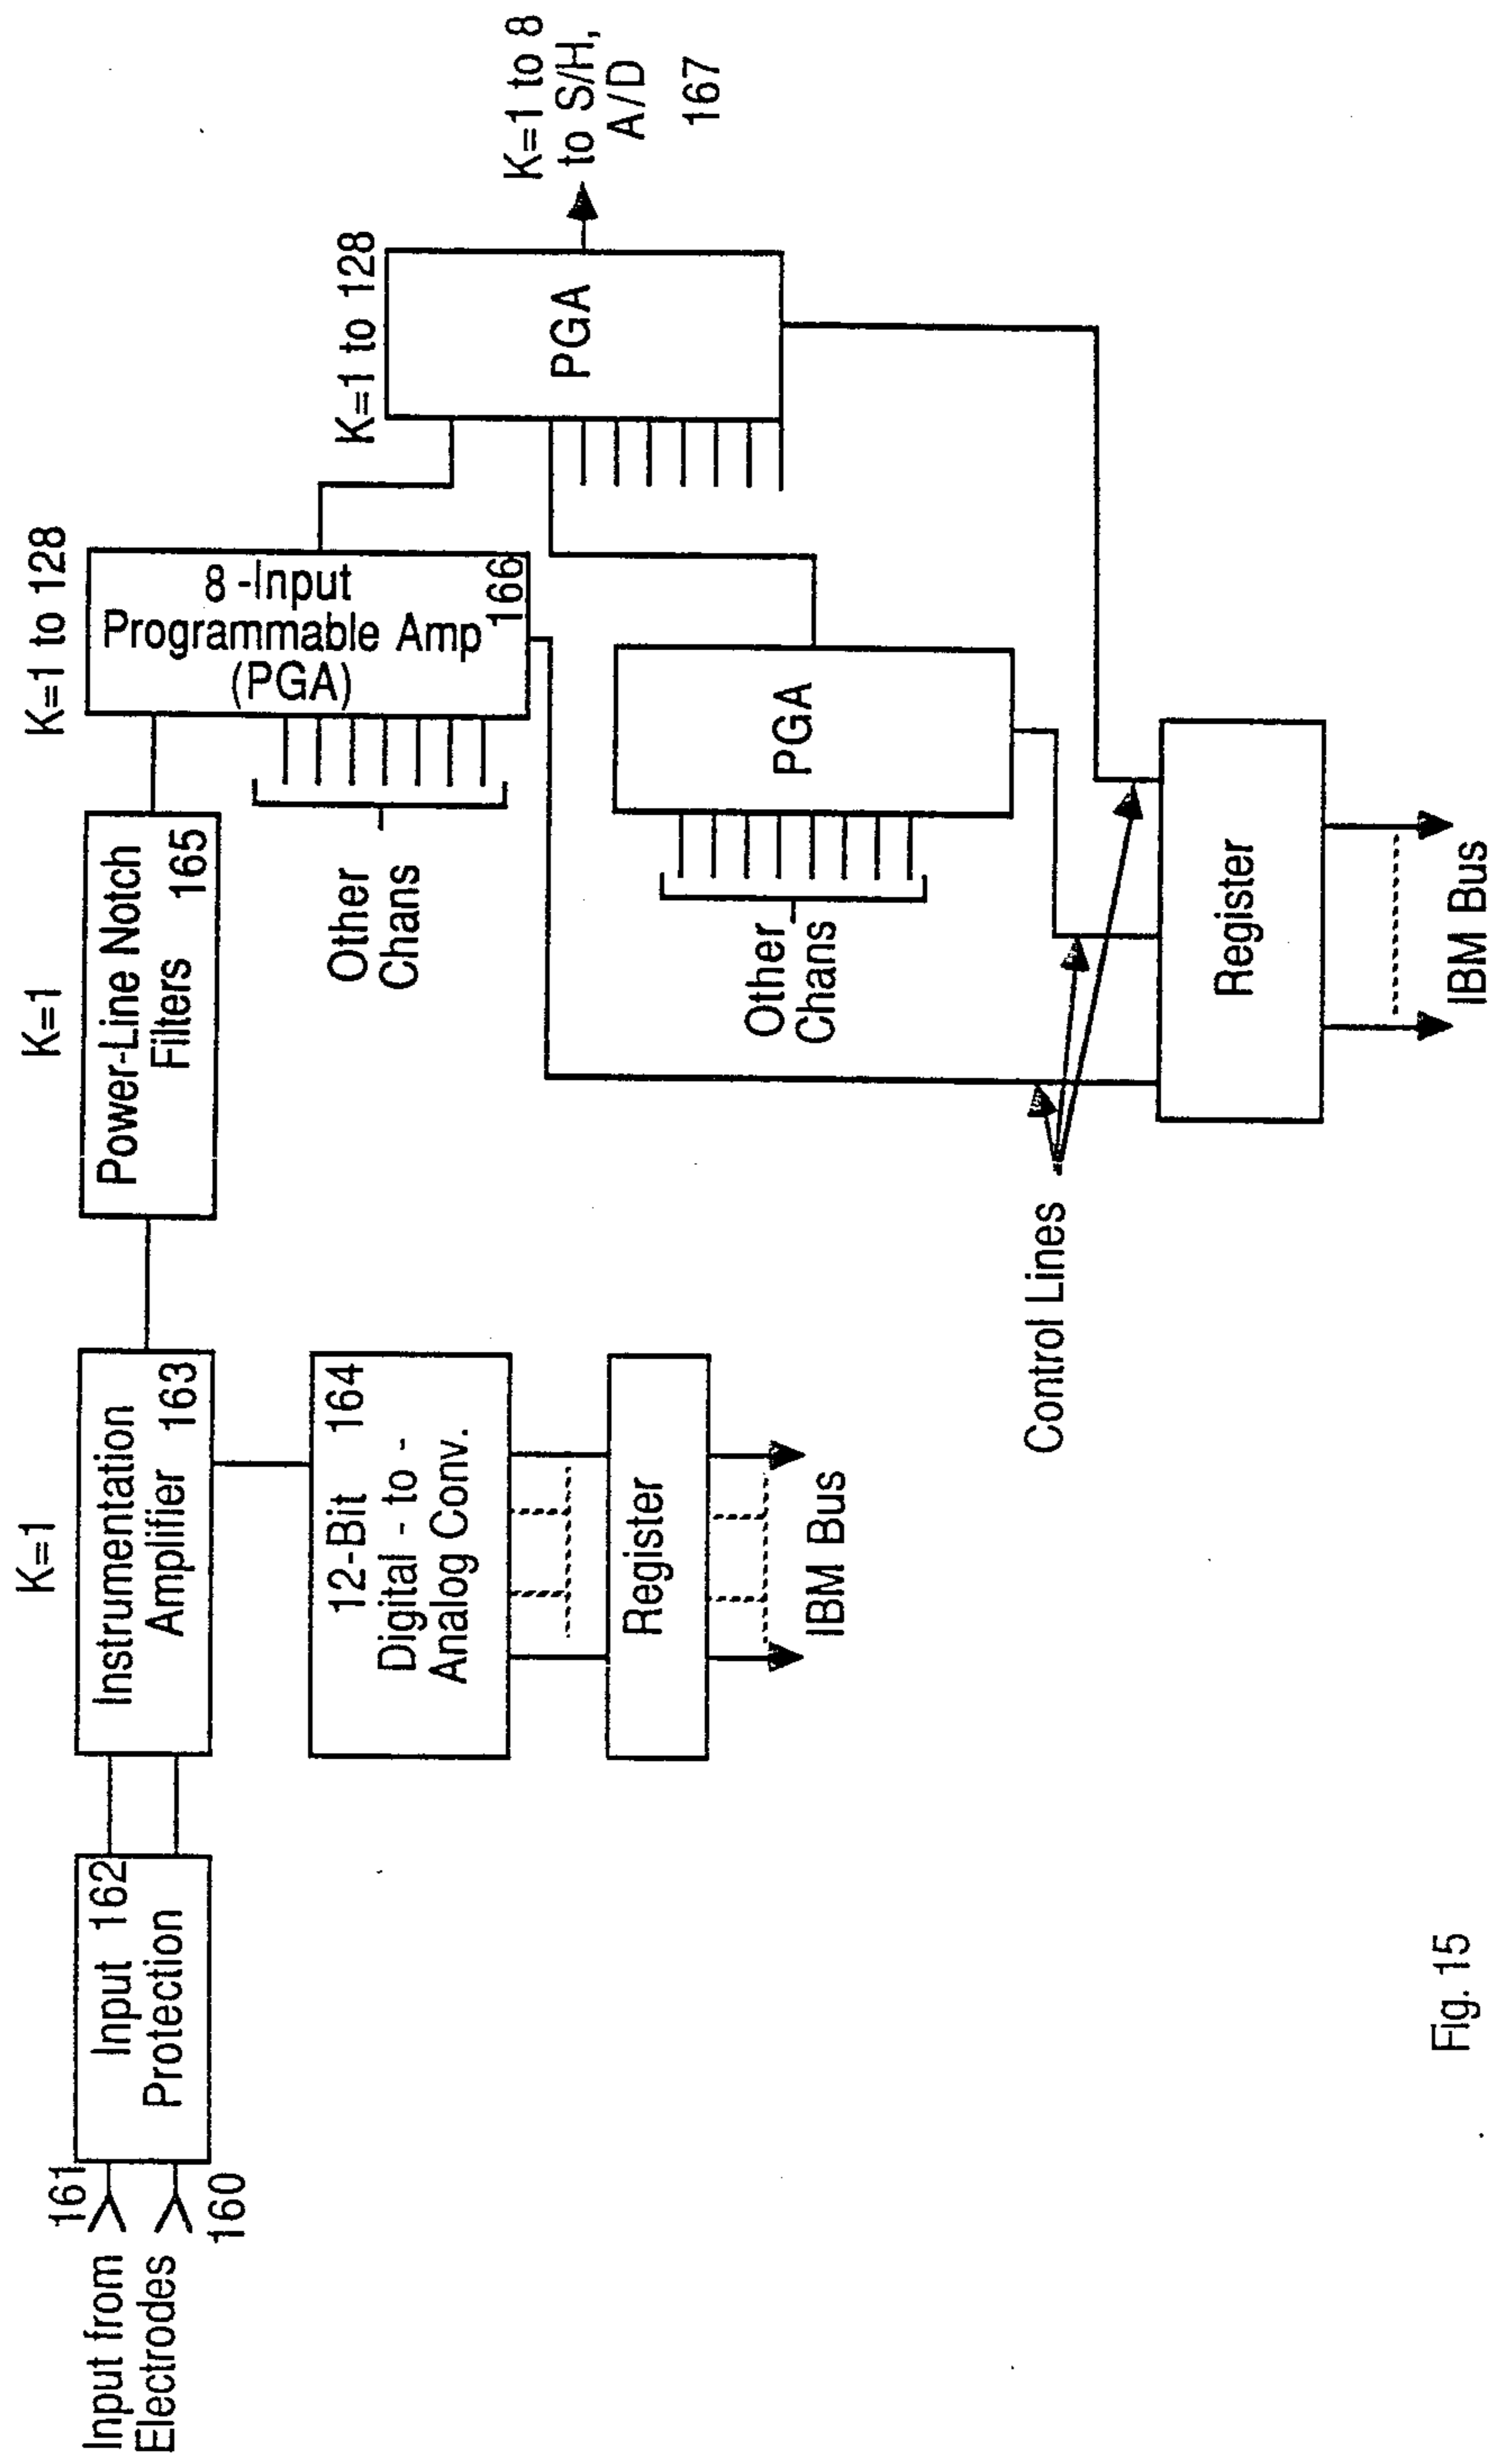 Input from
Electrodes
161
160
Input 162
Protection
K=1
Instrumentation
Amplifier 163
12-Bit 164
Digital - to -
Analog Conv.
Register
IBM Bus
K=1
Power-Line Notch
Filters 165
K=1 to 128
8 -Input
Programmable Amp
(PGA) 166
Other
Chans
PGA
Other
Chans
K=1 to 128
PGA
K=1 to 8
to S/H,
A/D
167
Control Lines
Register
IBM Bus
Fig. 15